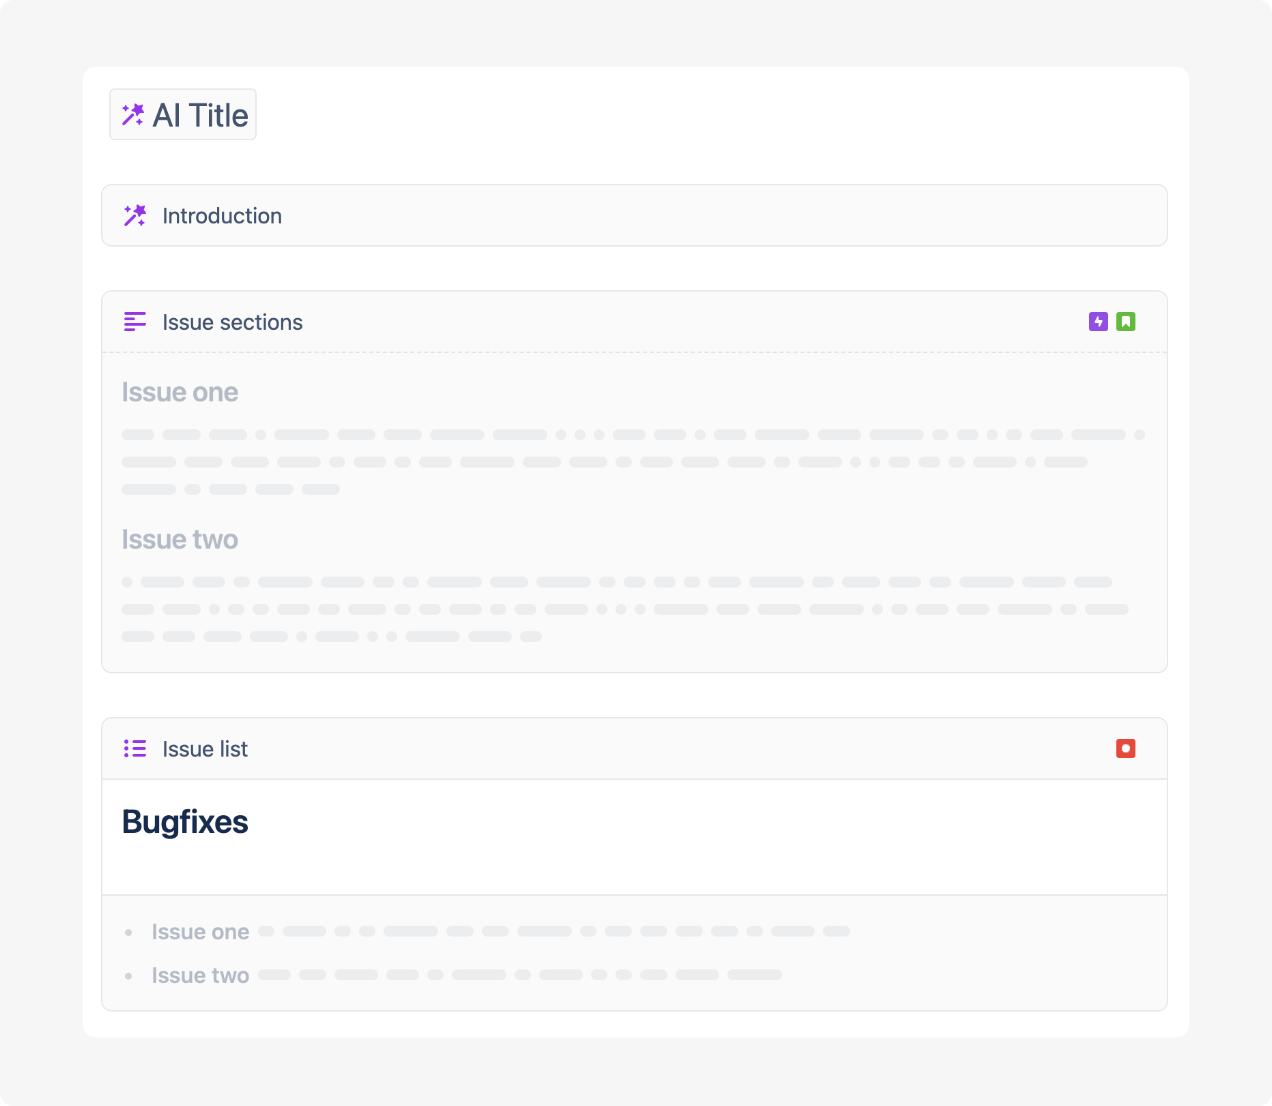 AI Title
Introduction
Issue sections
Issue one
Issue two
Issue list
Bugfixes
• Issue one
• Issue two